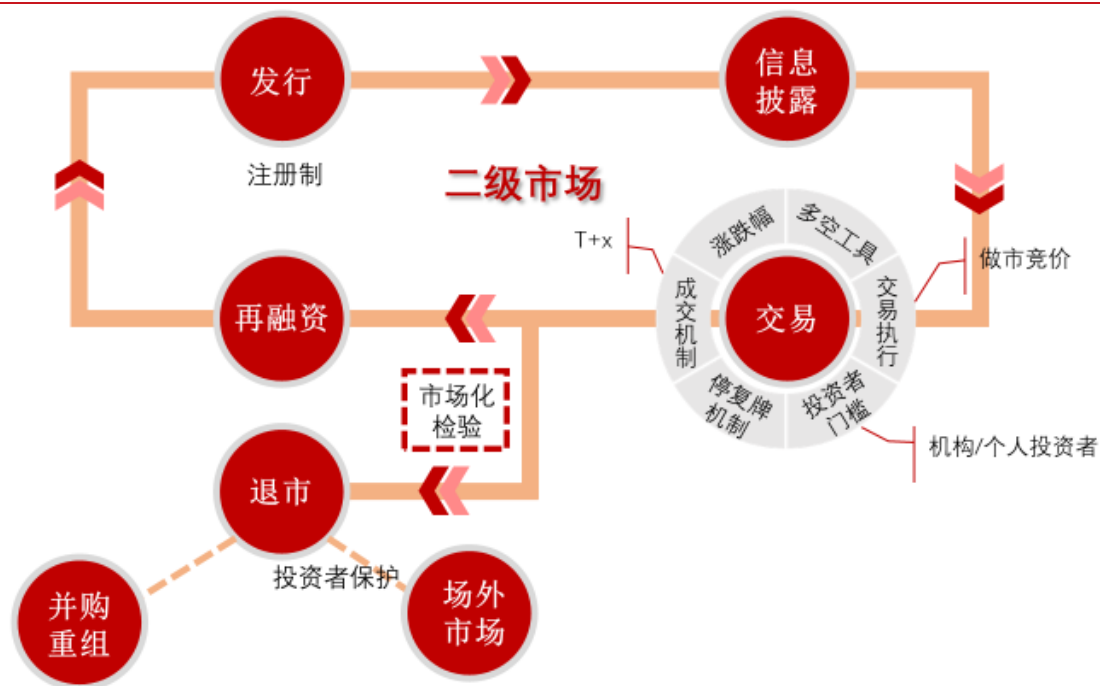 发行
信息
披露
注册制
二级市场
T+x
涨跌幅
多空工具
做市竞价
再融资
成交机制
交易
交易执行
市场化
检验
停复牌
机制
投资者
门槛
机构/个人投资者
退市
投资者保护
并购
重组
场外
市场